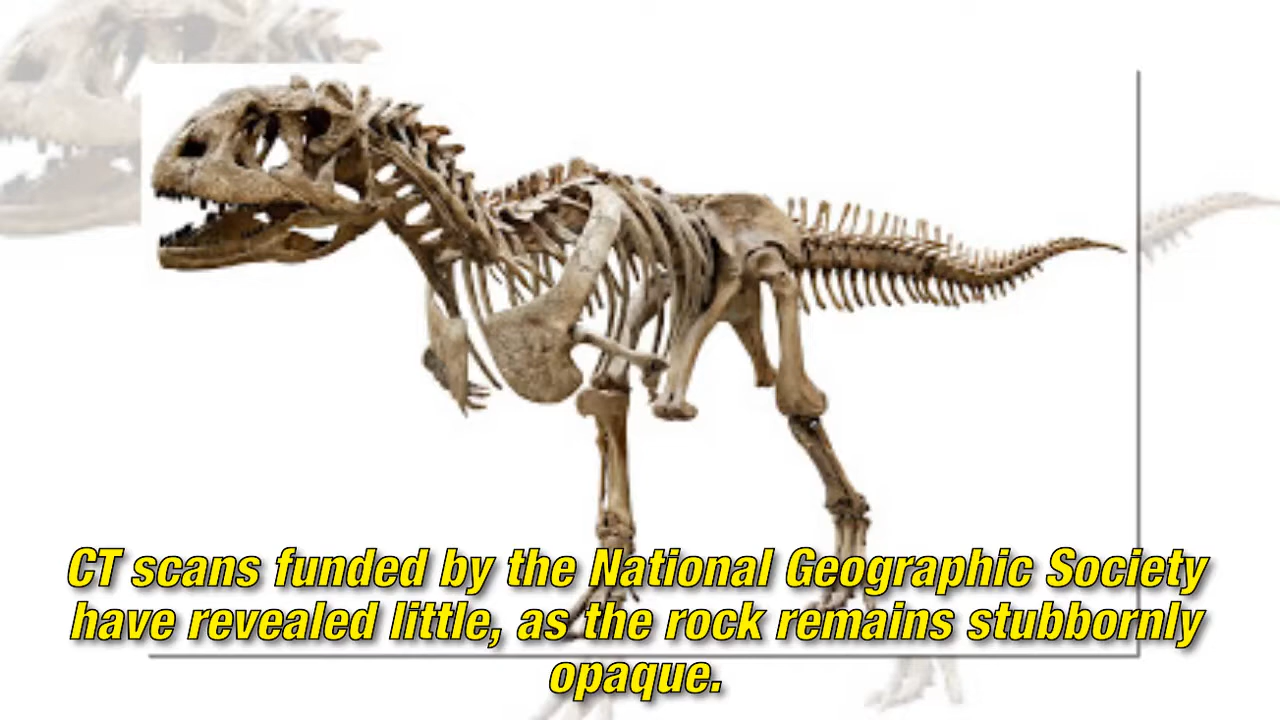 CT scans funded by the National Geographic Society
have revealed little, as the rock remains stubbornly
opaque.